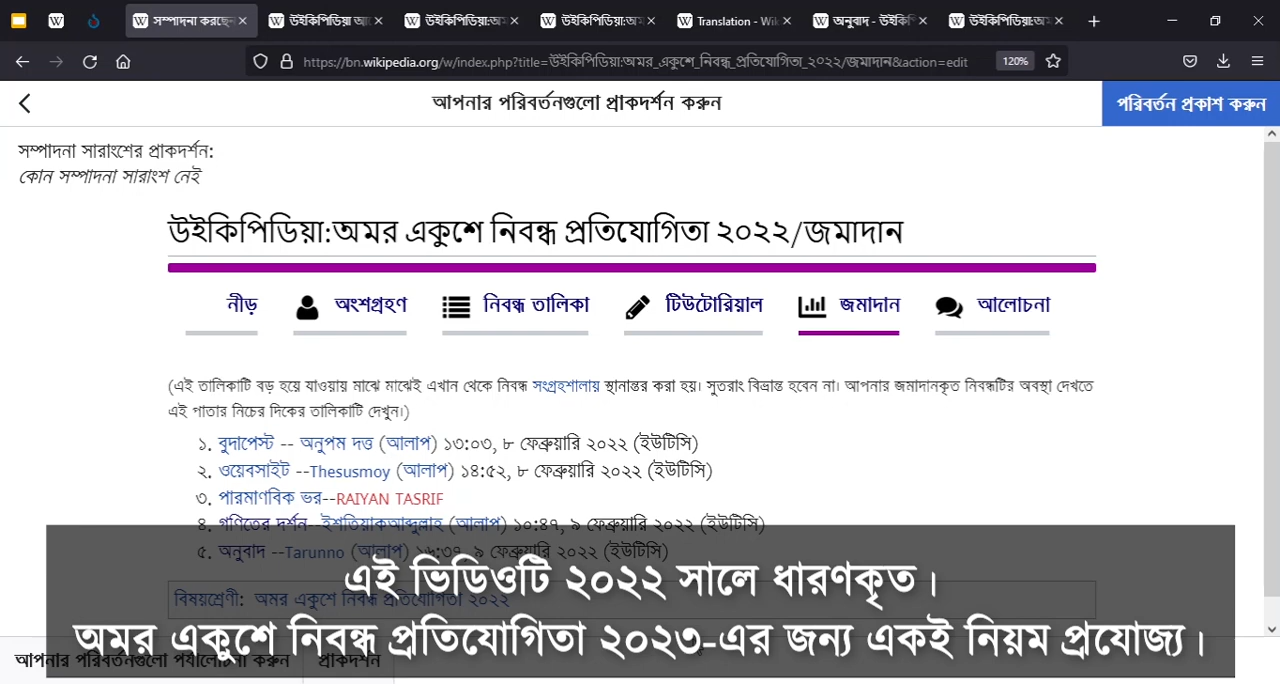 সম্পাদনা করছেন
উইকিপিডিয়া আ
উইকিপিডিয়া:অম
উইকিপিডিয়া:অম
Translation - Wik
অনুবাদ - উইকিপি
উইকিপিডিয়া:অম
https://bn.wikipedia.org/w/index.php?title=উইকিপিডিয়া:অমর_একুশে_নিবন্ধ_প্রতিযোগিতা_২০২২/জমাদান&action=edit 120%
আপনার পরিবর্তনগুলো প্রাকদর্শন করুন
পরিবর্তন প্রকাশ করুন
সম্পাদনা সারাংশের প্রাকদর্শন:
কোন সম্পাদনা সারাংশ নেই
উইকিপিডিয়া:অমর একুশে নিবন্ধ প্রতিযোগিতা ২০২২/জমাদান
নীড় অংশগ্রহণ নিবন্ধ তালিকা টিউটোরিয়াল জমাদান আলোচনা
(এই তালিকাটি বড় হয়ে যাওয়ায় মাঝে মাঝেই এখান থেকে নিবন্ধ সংগ্রহশালায় স্থানান্তর করা হয়। সুতরাং বিভ্রান্ত হবেন না। আপনার জমাদানকৃত নিবন্ধটির অবস্থা দেখতে
এই পাতার নিচের দিকের তালিকাটি দেখুন।)
১. বুদাপেস্ট -- অনুপম দত্ত (আলাপ) ১৩:০৩, ৮ ফেব্রুয়ারি ২০২২ (ইউটিসি)
২. ওয়েবসাইট --Thesusmoy (আলাপ) ১৪:৫২, ৮ ফেব্রুয়ারি ২০২২ (ইউটিসি)
৩. পারমাণবিক ভর--RAIYAN TASRIF
৪. গণিতের দর্শন--ইশতিয়াকআব্দুল্লাহ (আলাপ) ১০:৪৭, ৯ ফেব্রুয়ারি ২০২২ (ইউটিসি)
৫. অনুবাদ --Tarunno (আলাপ) ১৬:৩৭, ৯ ফেব্রুয়ারি ২০২২ (ইউটিসি)
বিষয়শ্রেণী: অমর একুশে নিবন্ধ প্রতিযোগিতা ২০২২
এই ভিডিওটি ২০২২ সালে ধারণকৃত।
অমর একুশে নিবন্ধ প্রতিযোগিতা ২০২৩-এর জন্য একই নিয়ম প্রযোজ্য।
আপনার পরিবর্তনগুলো পর্যালোচনা করুন প্রাকদর্শন